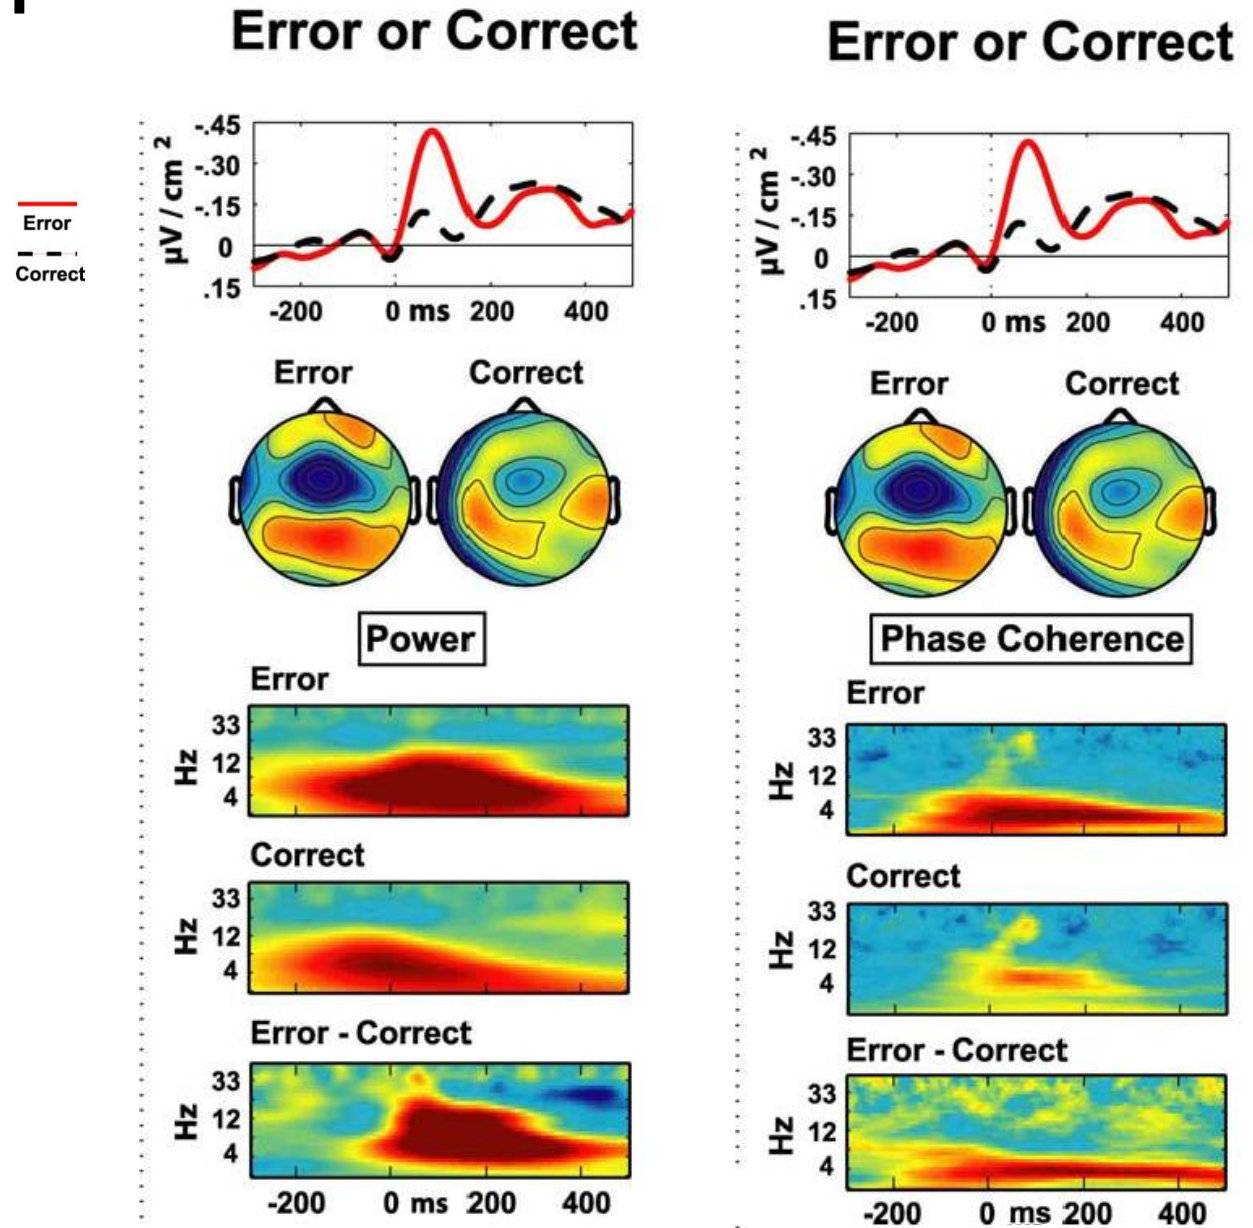 Error or Correct
-.45
-.30
-.15
0
.15
µV / cm 2
-200 0 ms 200 400
Error
Correct
Error Correct
Power
Error
33
12
4
Hz
Correct
33
12
4
Hz
Error - Correct
33
12
4
Hz
-200 0 ms 200 400
Error or Correct
-.45
-.30
-.15
0
.15
µV / cm 2
-200 0 ms 200 400
Error Correct
Phase Coherence
Error
33
12
4
Hz
Correct
33
12
4
Hz
Error - Correct
33
12
4
Hz
-200 0 ms 200 400